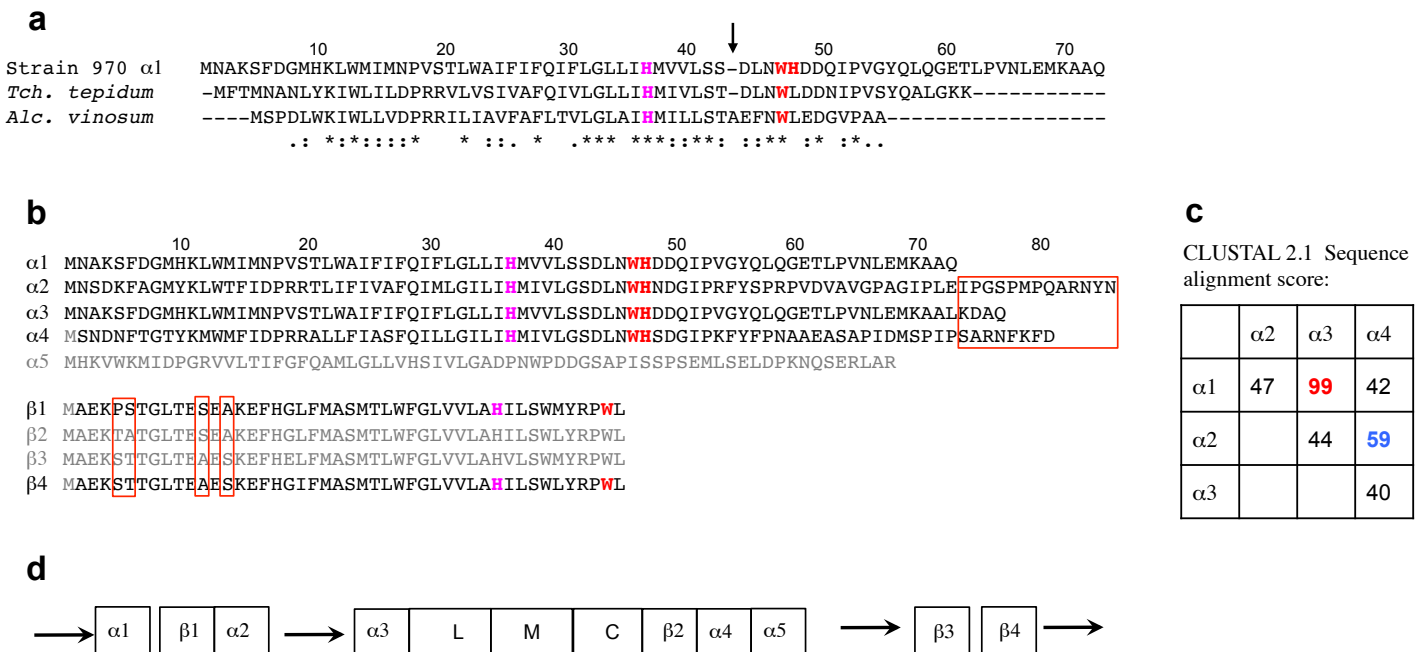 a
10 20 30 40 50 60 70
Strain 970 α1 MNAKSFDGMHKLWMIMNPVSTLWAIFIFQIFLGLLIHMVVLSS-DLNWHDDQIPVGYQLQGETLPVNLEMKAAQ
Tch. tepidum -MFTMNANLYKIWLILDPRRVLVSIVAFQIVLGLLIHMIVLST-DLNWLDDNIPVSYQALGKK-----------
Alc. vinosum ----MSPDLWKIWLLVDPRRILIAVFAFLTVLGLAIHMILLSTAEFNWLEDGVPAA------------------
.: *:*:::: * ::. * .:*** ***::**: ::** :* :*..
b
10 20 30 40 50 60 70 80
α1 MNAKSFDGMHKLWMIMNPVSTLWAIFIFQIFLGLLIHMVVLSSDLNWHDDQIPVGYQLQGETLPVNLEMKAAQ
α2 MNSDKFAGMYKLWTFIDPRRTLIFIVAFQIMLGILIHMIVLGSDLNWHNDGIPRFYSPRPVDVAVGPAGIPLEIPGSPMPQARNYN
α3 MNAKSFDGMHKLWMIMNPVSTLWAIFIFQIFLGLLIHMVVLGSDLNWHDDQIPVGYQLQGETLPVNLEMKAALKDAQ
α4 MSNDNFTGTYKMWMFIDPRRALLFIASFQILLGILIHMIVLGSDLNWHSDGIPKFYFPNAAEASAPIDMSPIPSARNFKFD
α5 MHKVWKMIDPGRVVLTIFGFQAMLGLLVHSIVLGADPNWPDDGSAPISSPSEMLSELDPKNQSERLAR
β1 MAEKPSTGLTESEAKEFHGLFMASMTLWFGLVVLAHILSWMYRPWL
β2 MAEKTATGLTESEAKEFHGLFMASMTLWFGLVVLAHILSWLYRPWL
β3 MAEKSTTGLTEAESKEFHELFMASMTLWFGLVVLAHVLSWLYRPWL
β4 MAEKSTTGLTEAESKEFHGIFMASMTLWFGLVVLAHILSWLYRPWL
c
CLUSTAL 2.1 Sequence
alignment score:
α2 α3 α4
α1 47 99 42
α2 44 59
α3 40
d
α1 β1 α2 α3 L M C β2 α4 α5 β3 β4